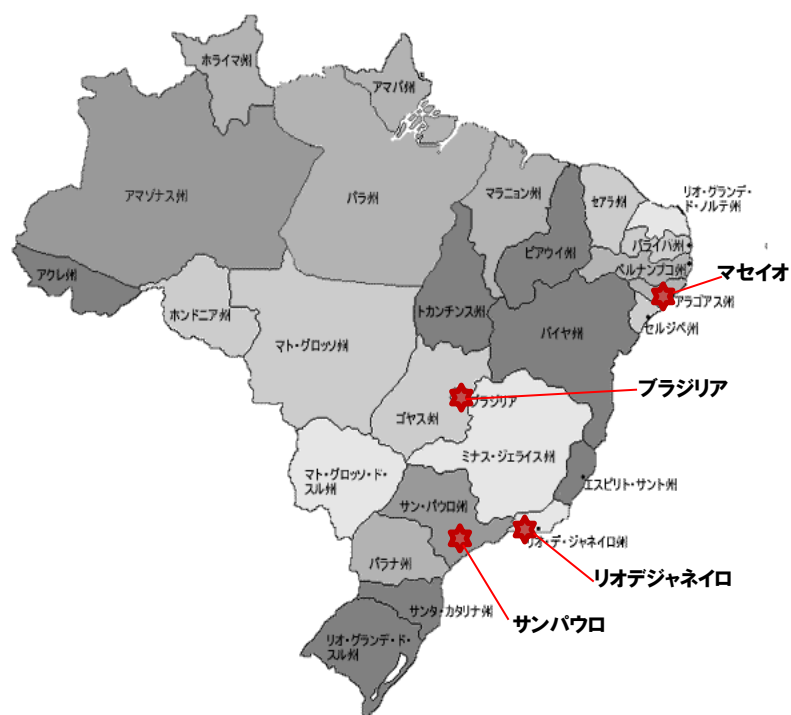 ホライマ州
アマパ州
アマゾナス州
パラ州
マラニョン州
セアラ州
リオ・グランデ・
ド・ノルテ州
パライバ州
ピアウイ州
ペルナンブコ州
マセイオ
アラゴアス州
セルジペ州
アクレ州
ホンドニア州
トカンチンス州
バイヤ州
マト・グロッソ州
ブラジリア
ブラジリア
ゴヤス州
ミナス・ジェライス州
マト・グロッソ・ド・
スル州
エスピリト・サント州
サン・パウロ州
リオ・デ・ジャネイロ州
パラナ州
リオデジャネイロ
サンタ・カタリナ州
サンパウロ
リオ・グランデ・ド・
スル州